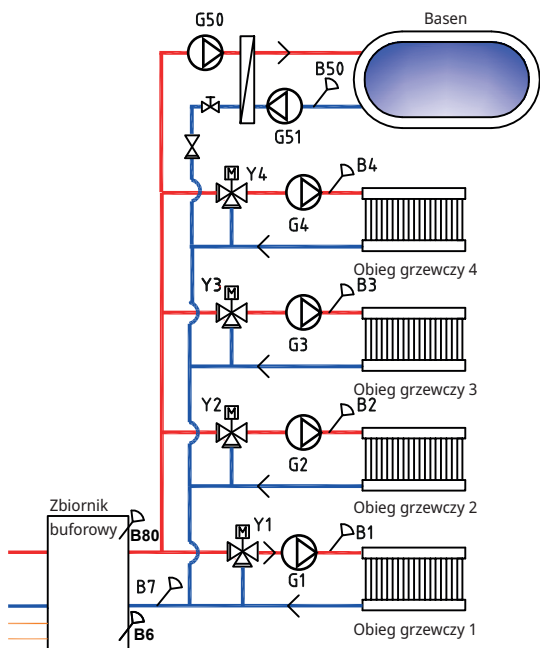 G50
Basen
B50
G51
M
Y4
B4
G4
Obieg grzewczy 4
Y3
M
B3
G3
Obieg grzewczy 3
Y2
M
B2
G2
Obieg grzewczy 2
Zbiornik
buforowy
B80
M
Y1
B1
G1
B7
B6
Obieg grzewczy 1